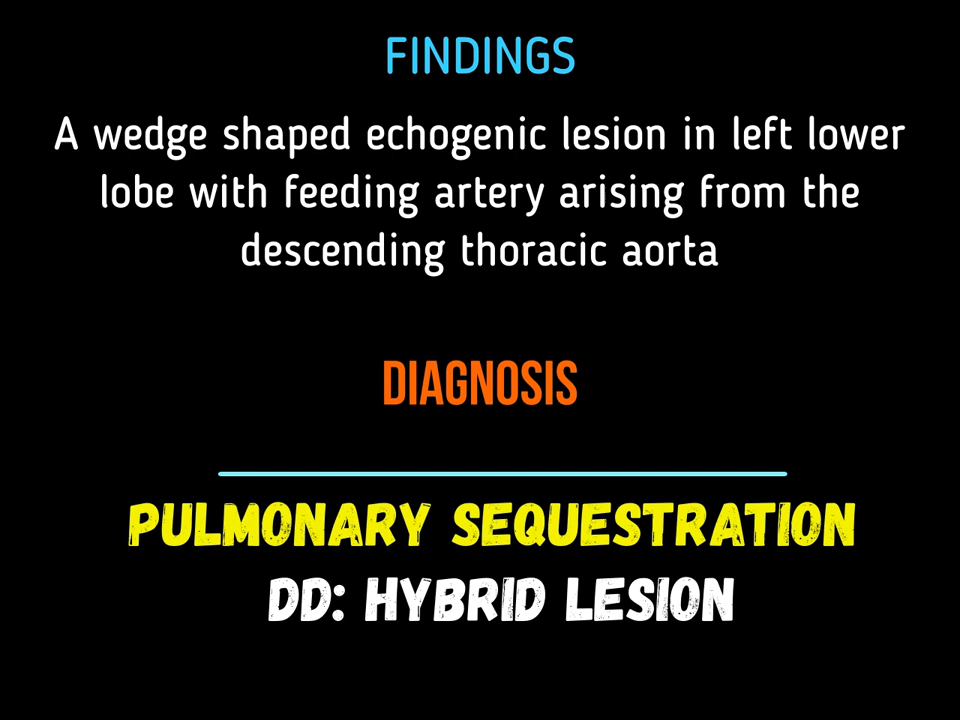 FINDINGS
A wedge shaped echogenic lesion in left lower
lobe with feeding artery arising from the
descending thoracic aorta
DIAGNOSIS
PULMONARY SEQUESTRATION
DD: HYBRID LESION